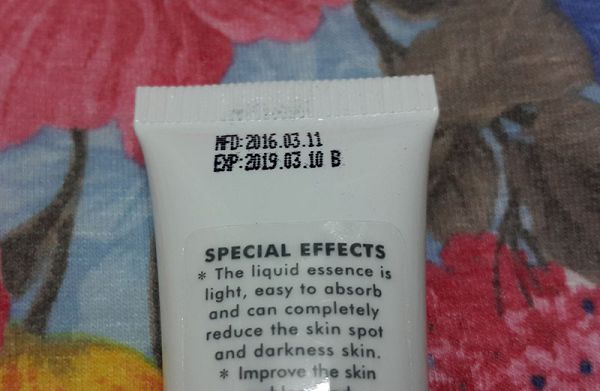 MFD:2016.03.11
EXP:2019.03.10 B
SPECIAL EFFECTS
* The liquid essence is
light, easy to absorb
and can completely
reduce the skin spot
and darkness skin.
* Improve the skin